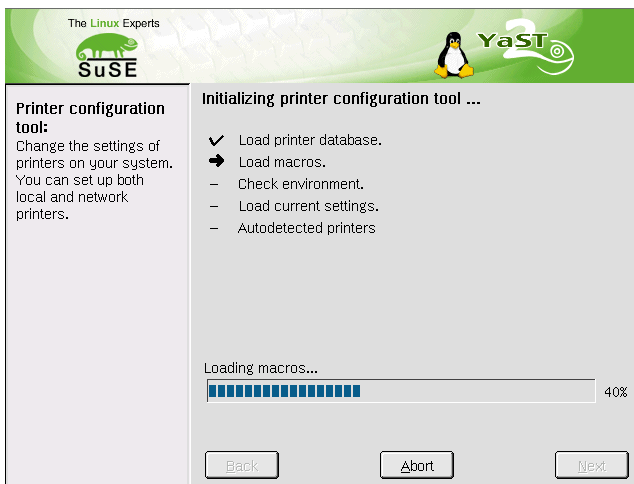 The Linux Experts
SuSE
YaST
2
Printer configuration
tool:
Change the settings of
printers on your system.
You can set up both
local and network
printers.
Initializing printer configuration tool ...
Load printer database.
Load macros.
– Check environment.
– Load current settings.
– Autodetected printers
Loading macros...
40%
Back
Abort
Next